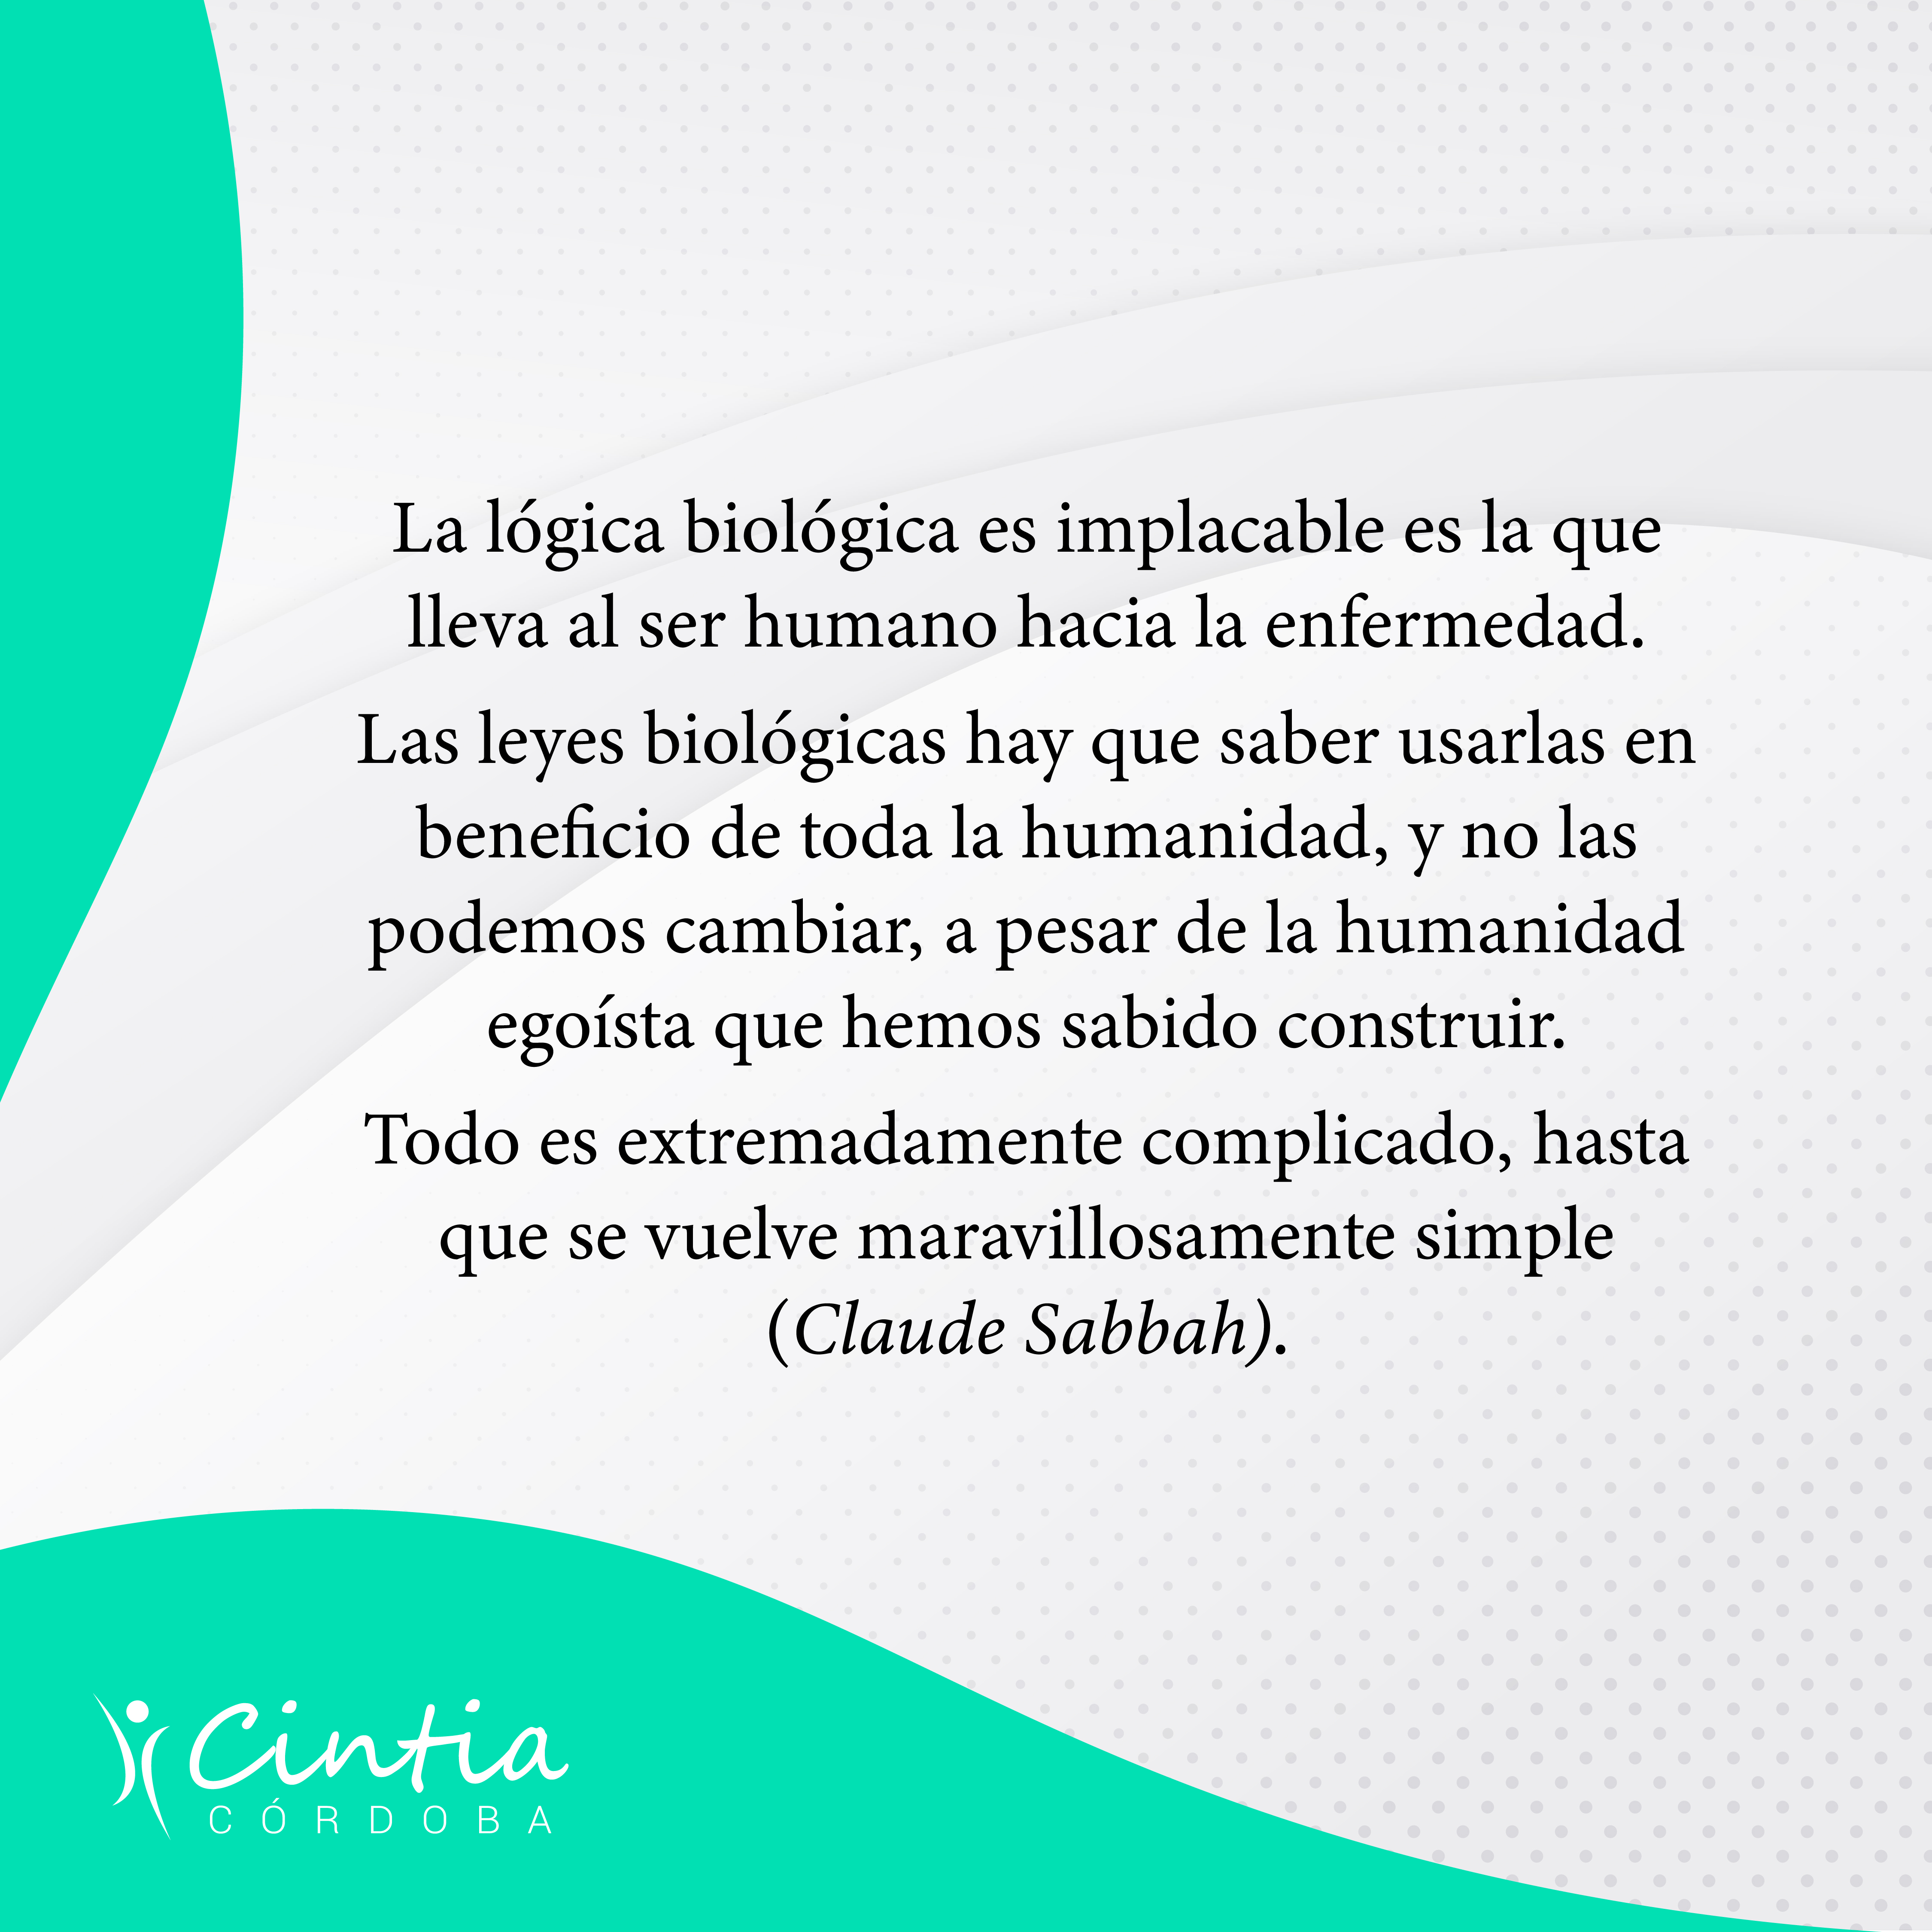 La lógica biológica es implacable es la que
lleva al ser humano hacia la enfermedad.
Las leyes biológicas hay que saber usarlas en
beneficio de toda la humanidad, y no las
podemos cambiar, a pesar de la humanidad
egoísta que hemos sabido construir.
Todo es extremadamente complicado, hasta
que se vuelve maravillosamente simple
(Claude Sabbah).
Cintia
CÓRDOBA